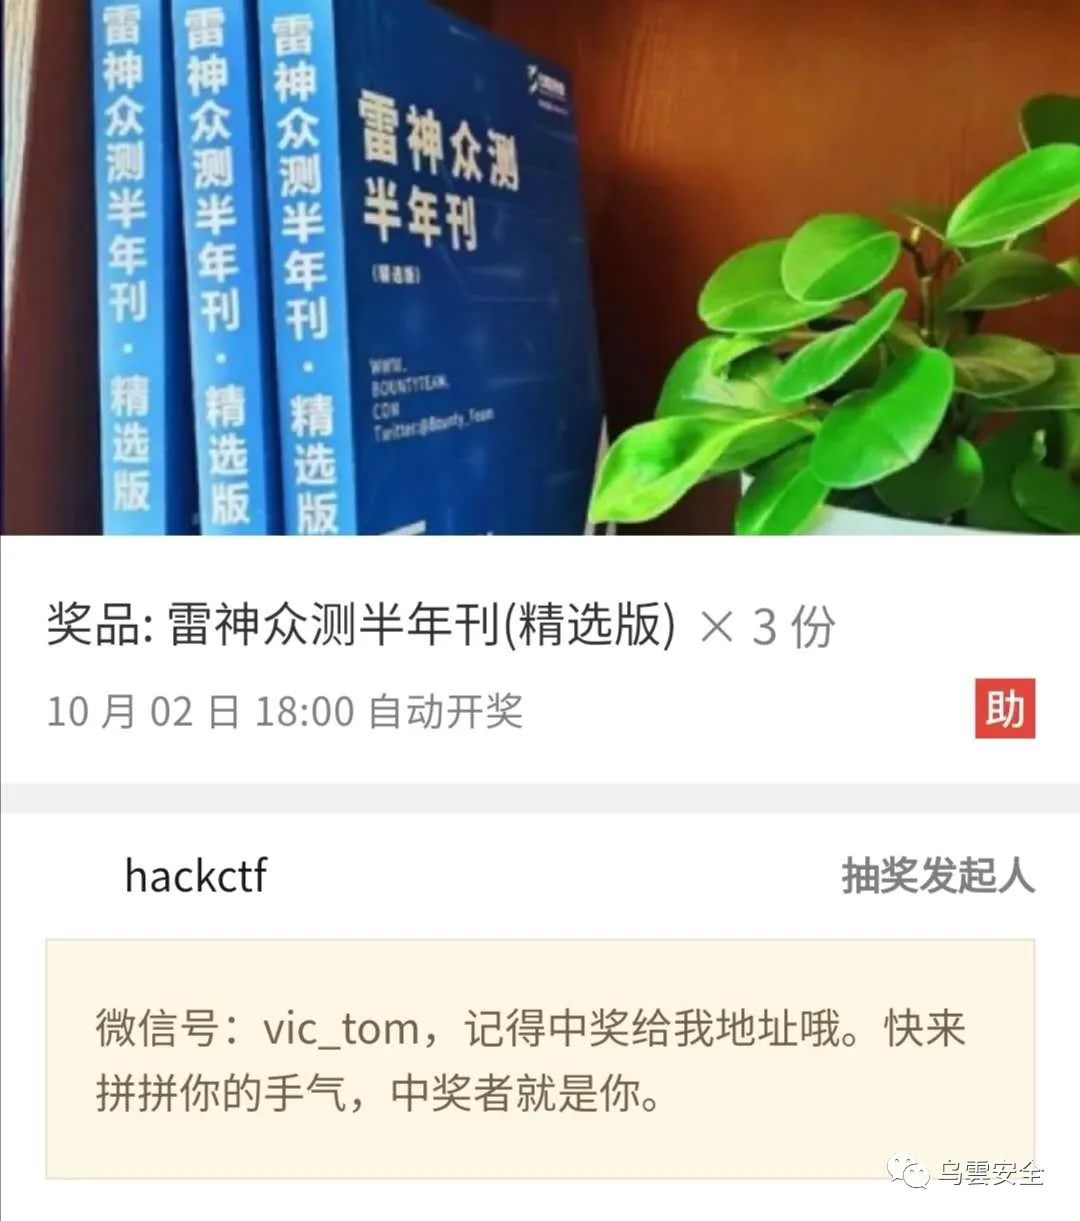 雷神众测半年刊·精选版
雷神众测半年刊·精选版
雷神众测半年刊·精选版
雷神众测
半年刊
(精选版)
WWW.
BOUNTYTEAM.
COM
Twitter:@Bounty_Team
奖品: 雷神众测半年刊(精选版) × 3 份
10 月 02 日 18:00 自动开奖
助
hackctf
抽奖发起人
微信号：vic_tom，记得中奖给我地址哦。快来
拼拼你的手气，中奖者就是你。
乌雲安全